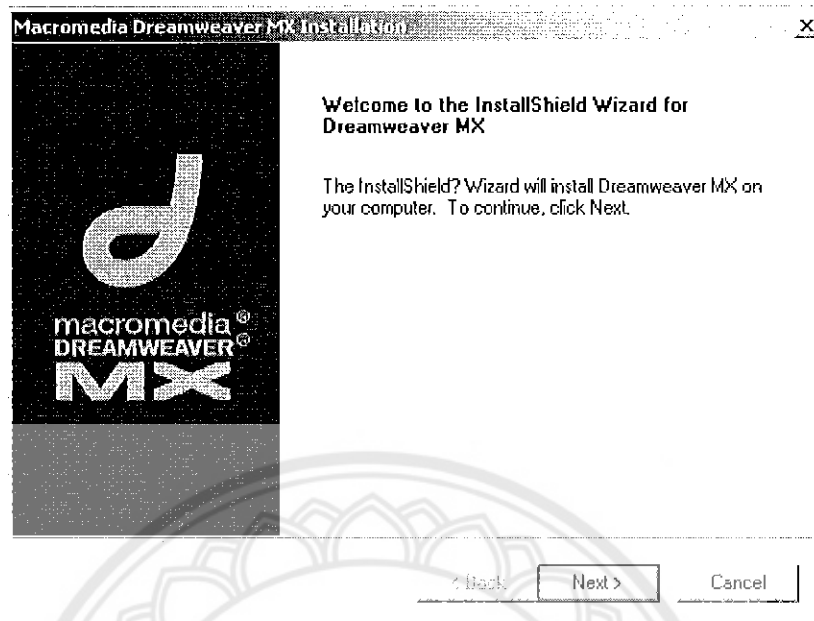 Macromedia Dreamweaver MX Installation
X
Welcome to the InstallShield Wizard for
Dreamweaver MX
The InstallShield? Wizard will install Dreamweaver MX on
your computer. To continue, click Next.
macromedia®
DREAMWEAVER®
MX
< Back
Next >
Cancel